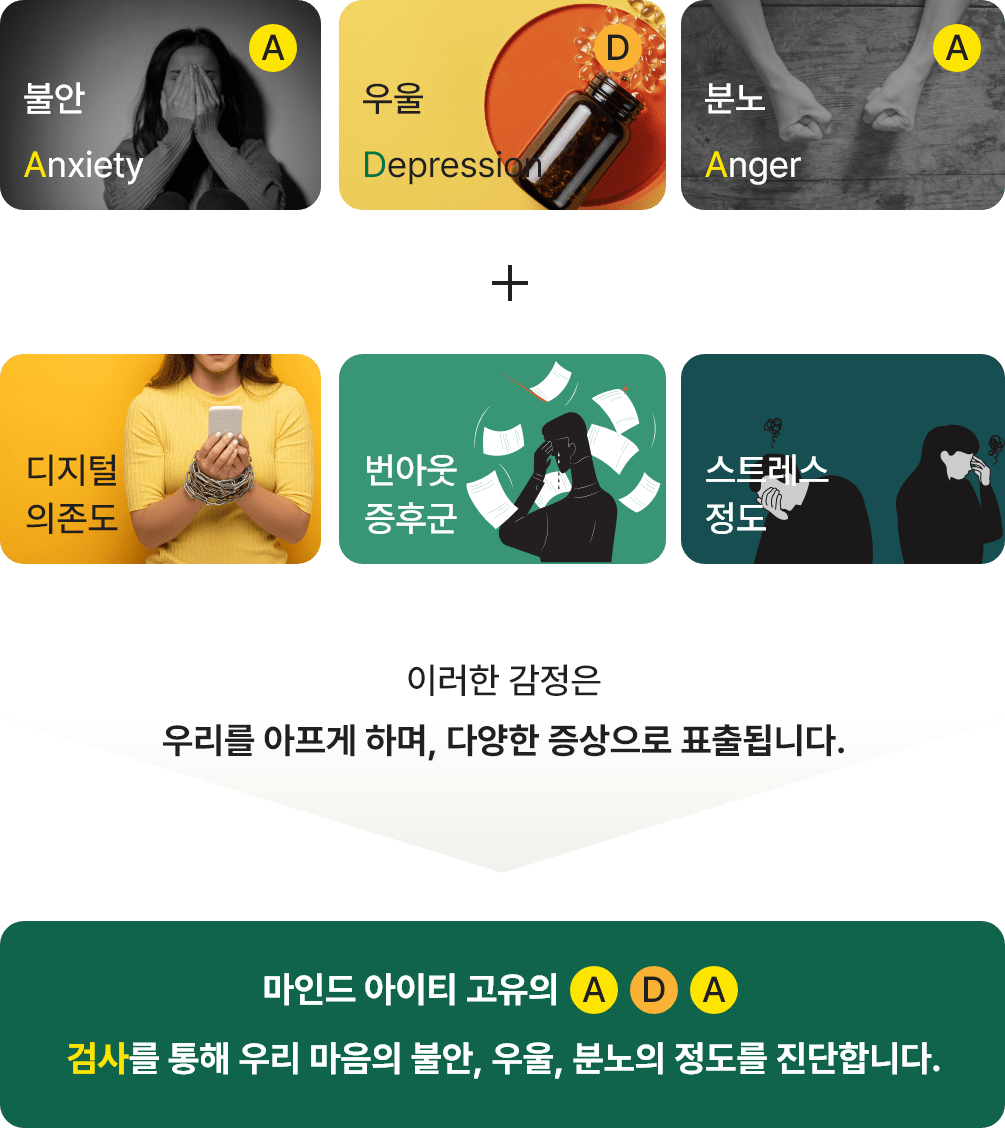 A
불안
Anxiety
D
우울
Depression
A
분노
Anger
+
디지털
의존도
번아웃
증후군
스트레스
정도
이러한 감정은
우리를 아프게 하며, 다양한 증상으로 표출됩니다.
마인드 아이티 고유의 A D A
검사를 통해 우리 마음의 불안, 우울, 분노의 정도를 진단합니다.